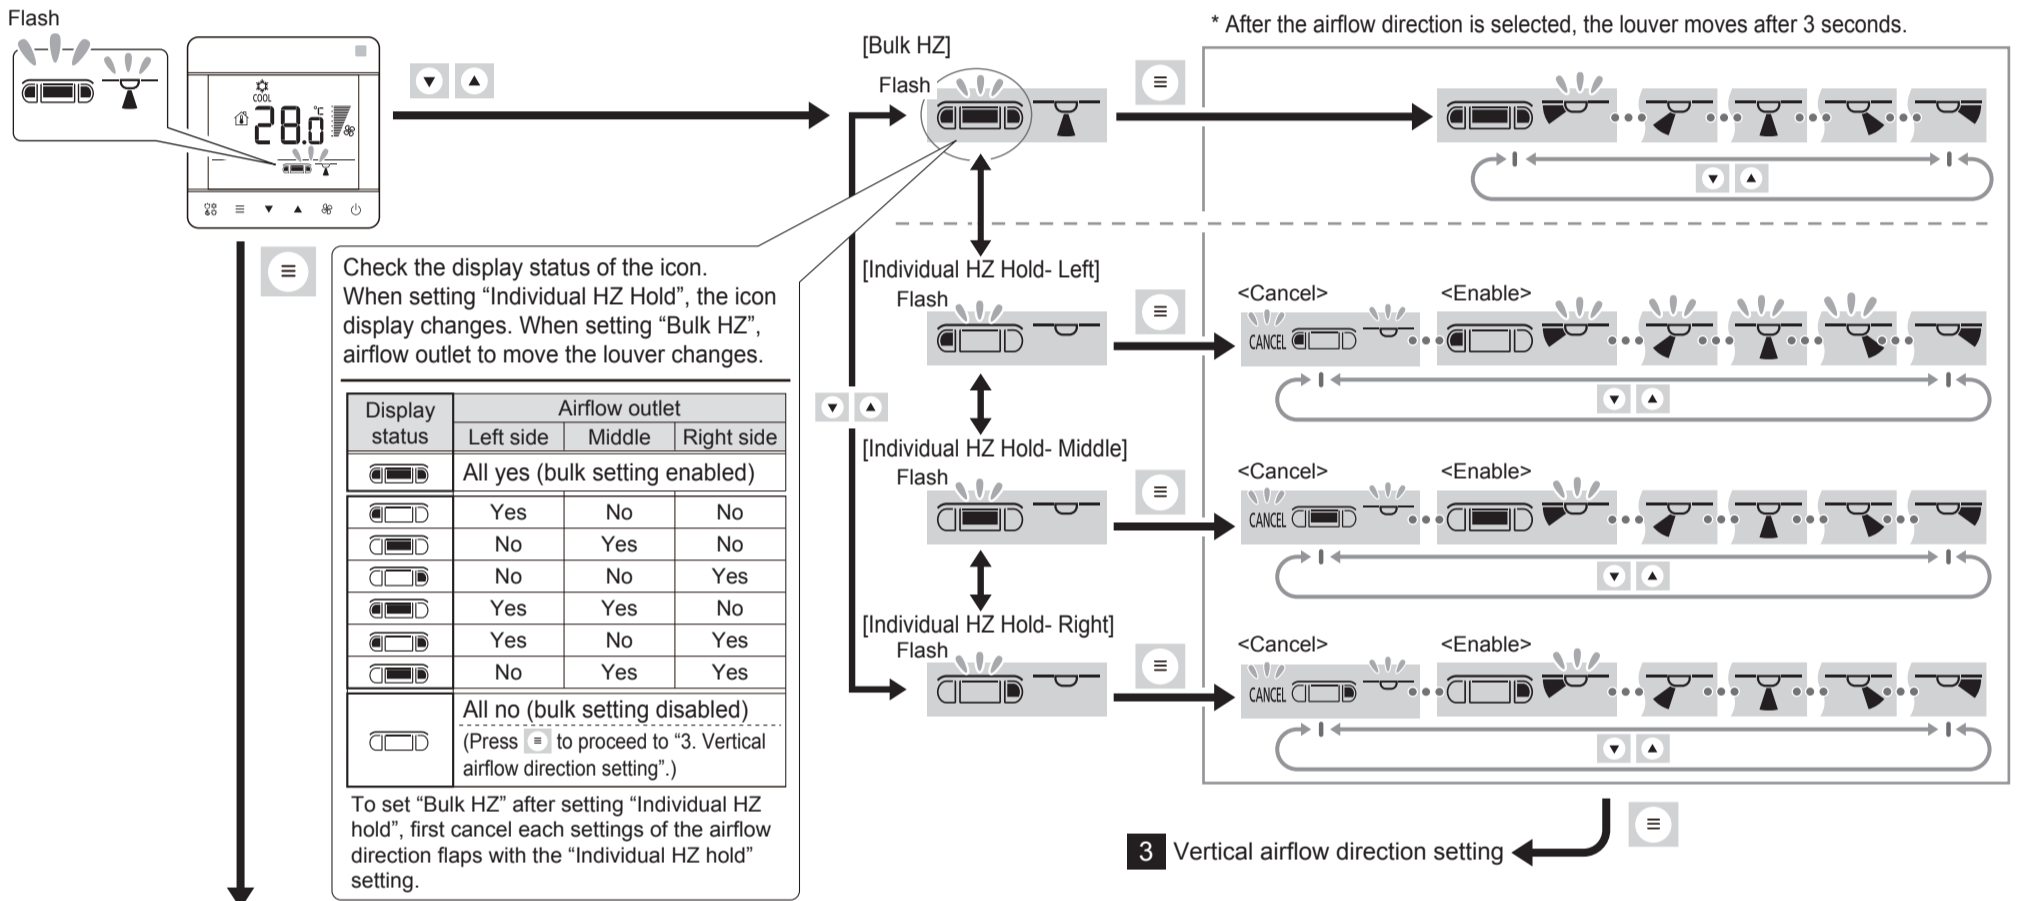 Flash
COOL
28.0 °C
* After the airflow direction is selected, the louver moves after 3 seconds.
[Bulk HZ]
Flash
Check the display status of the icon.
When setting “Individual HZ Hold”, the icon
display changes. When setting “Bulk HZ”,
airflow outlet to move the louver changes.
Display status
Airflow outlet
Left side Middle Right side
All yes (bulk setting enabled)
Yes No No
No Yes No
No No Yes
Yes Yes No
Yes No Yes
No Yes Yes
All no (bulk setting disabled)
(Press ≡ to proceed to “3. Vertical
airflow direction setting”.)
To set “Bulk HZ” after setting “Individual HZ
hold”, first cancel each settings of the airflow
direction flaps with the “Individual HZ hold”
setting.
[Individual HZ Hold- Left]
Flash
<Cancel> <Enable>
CANCEL
[Individual HZ Hold- Middle]
Flash
<Cancel> <Enable>
CANCEL
[Individual HZ Hold- Right]
Flash
<Cancel> <Enable>
CANCEL
3 Vertical airflow direction setting